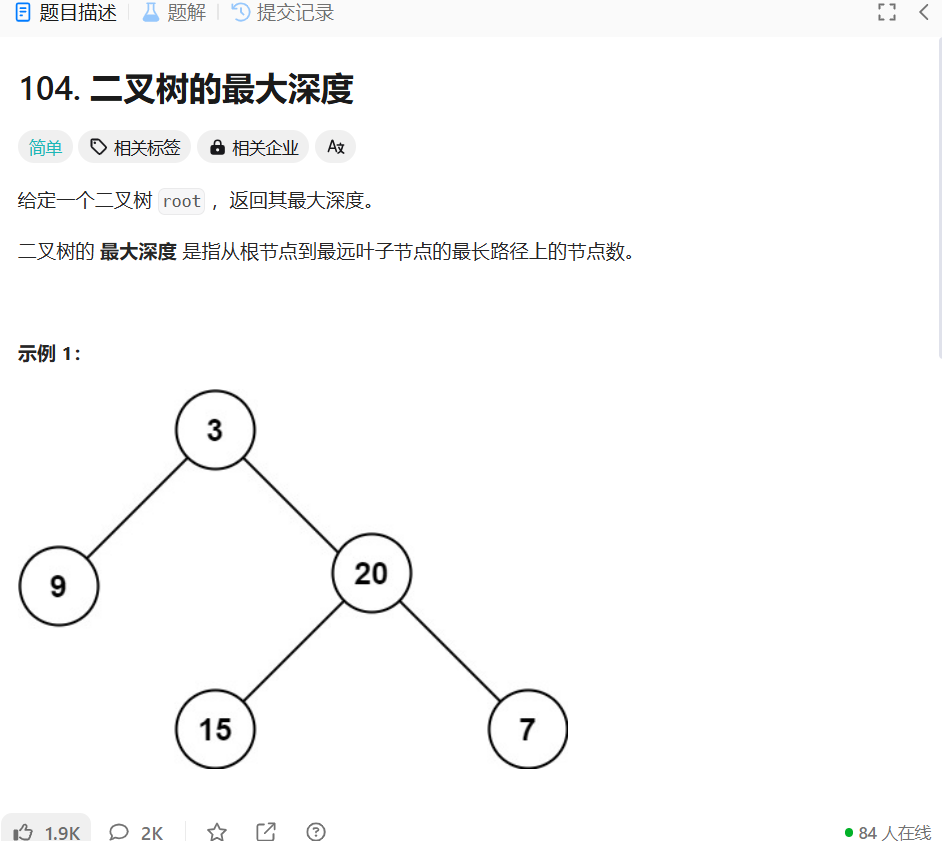 题目描述 题解 提交记录
104. 二叉树的最大深度
简单 相关标签 相关企业
给定一个二叉树 root ，返回其最大深度。
二叉树的 最大深度 是指从根节点到最远叶子节点的最长路径上的节点数。
示例 1：
3
9
20
15
7
1.9K 2K 84 人在线